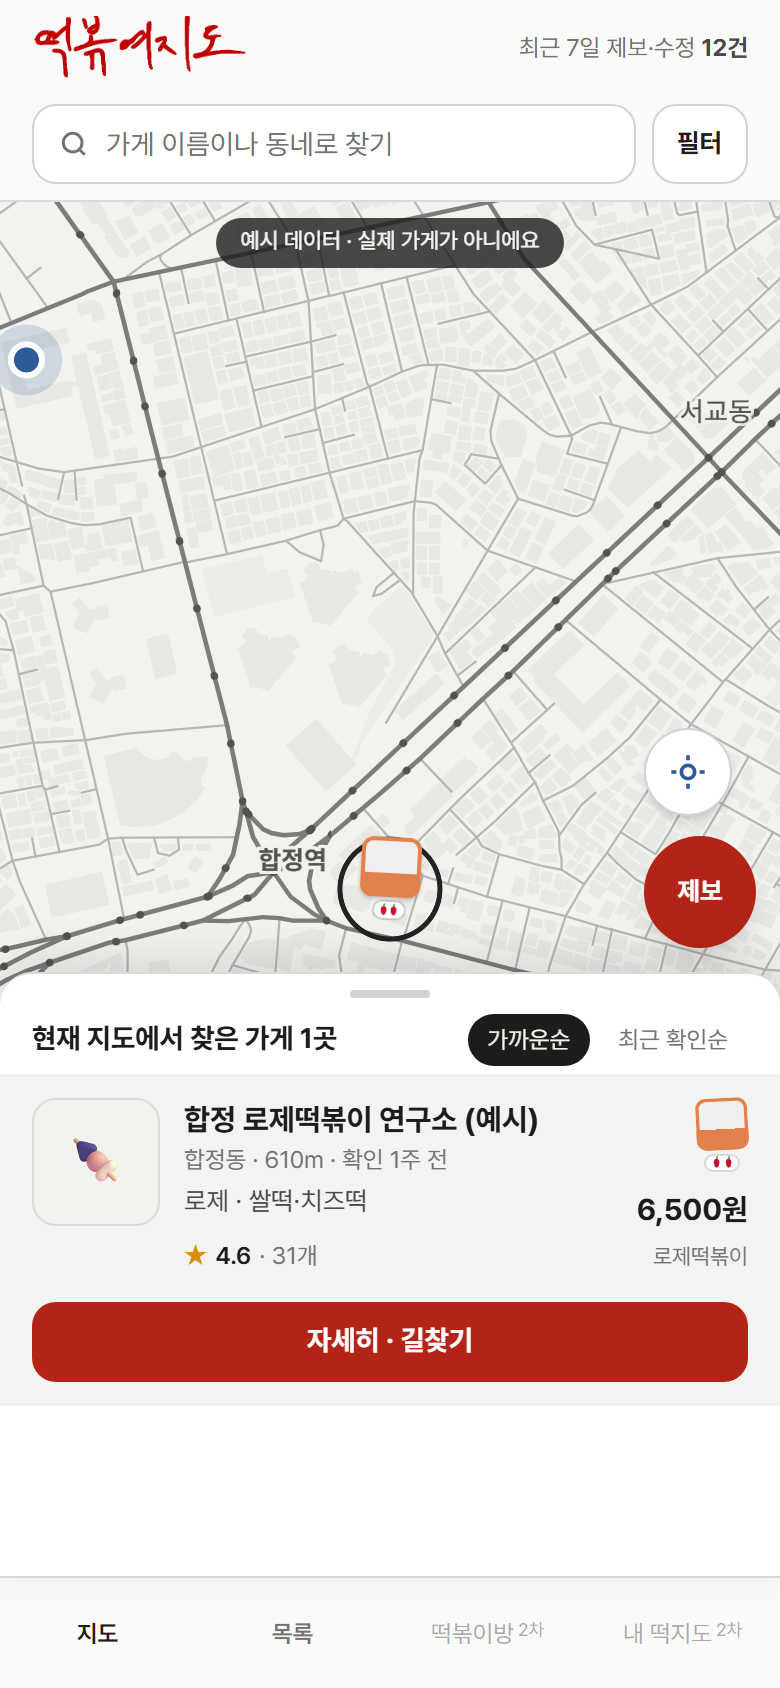 떡볶여지도
최근 7일 제보·수정 12건
가게 이름이나 동네로 찾기
필터
예시 데이터 · 실제 가게가 아니에요
서교동
합정역
제보
현재 지도에서 찾은 가게 1곳
가까운순
최근 확인순
합정 로제떡볶이 연구소 (예시)
합정동 · 610m · 확인 1주 전
로제 · 쌀떡·치즈떡
6,500원
★ 4.6 · 31개
로제떡볶이
자세히 · 길찾기
지도
목록
떡볶이방 2차
내 떡지도 2차